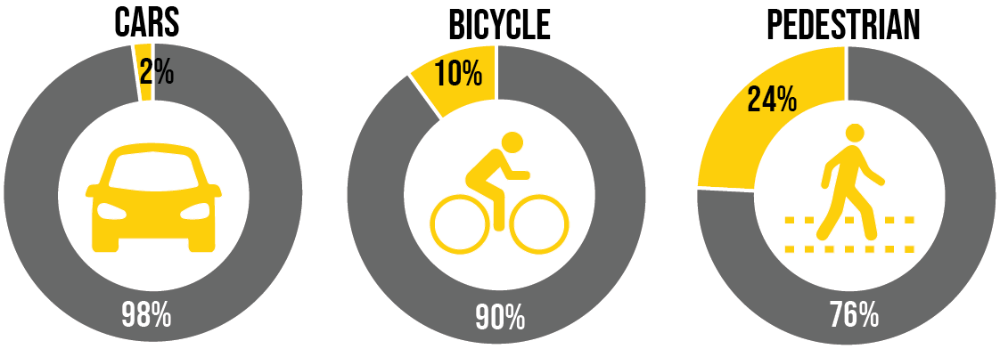 CARS
2%
98%
BICYCLE
10%
90%
PEDESTRIAN
24%
76%